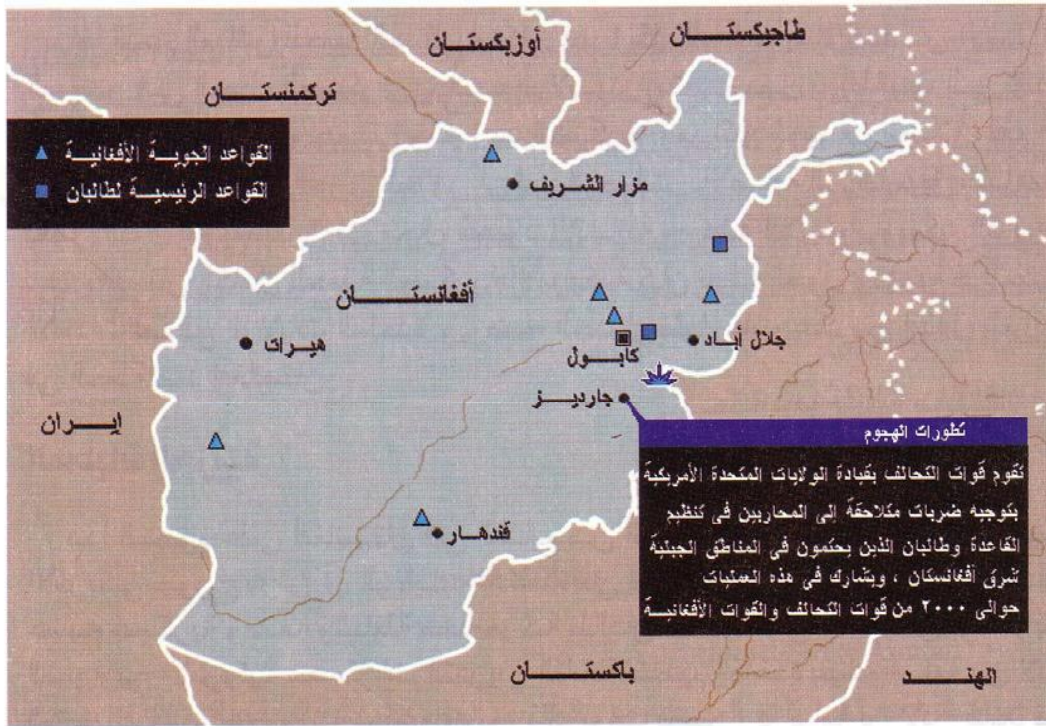 طاجيكستان
أوزبكستان
تركمنستان
القواعد الجوية الأفغانية
القواعد الرئيسية لطالبان
مزار الشريف
أفغانستان
هيرات
جلال أباد
كابول
جارديز
إيران
قندهار
تطورات الهجوم
تقوم قوات التحالف بقيادة الولايات المتحدة الأمريكية
بتوجيه ضربات متلاحقة إلى المحاربين فى تنظيم
القاعدة وطالبان الذين يحتمون فى المناطق الجبلية
شرق أفغانستان ، ويشارك فى هذه العمليات
حوالى ٢٠٠٠ من قوات التحالف والقوات الأفغانية
باكستان
الهند